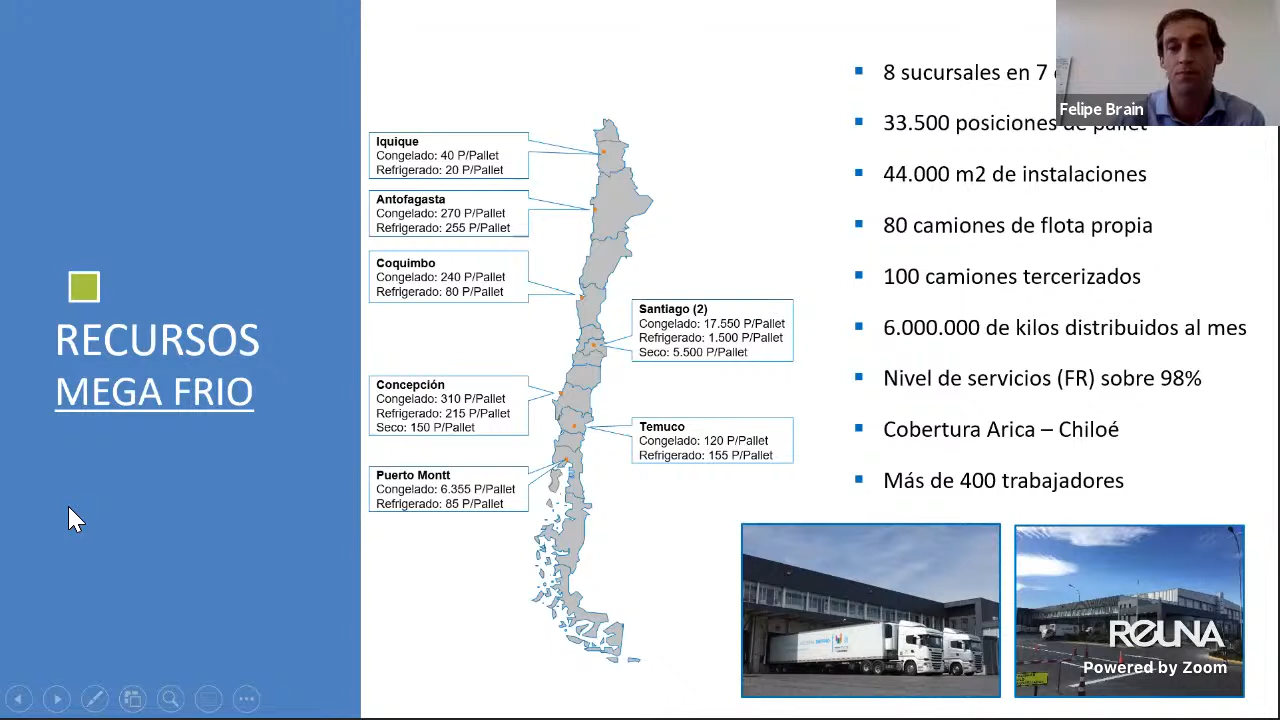 RECURSOS
MEGA FRIO
Iquique
Congelado: 40 P/Pallet
Refrigerado: 20 P/Pallet
Antofagasta
Congelado: 270 P/Pallet
Refrigerado: 255 P/Pallet
Coquimbo
Congelado: 240 P/Pallet
Refrigerado: 80 P/Pallet
Santiago (2)
Congelado: 17.550 P/Pallet
Refrigerado: 1.500 P/Pallet
Seco: 5.500 P/Pallet
Concepción
Congelado: 310 P/Pallet
Refrigerado: 215 P/Pallet
Seco: 150 P/Pallet
Temuco
Congelado: 120 P/Pallet
Refrigerado: 155 P/Pallet
Puerto Montt
Congelado: 6.355 P/Pallet
Refrigerado: 85 P/Pallet
8 sucursales en 7
33.500 posiciones de pallet
44.000 m2 de instalaciones
80 camiones de flota propia
100 camiones tercerizados
6.000.000 de kilos distribuidos al mes
Nivel de servicios (FR) sobre 98%
Cobertura Arica – Chiloé
Más de 400 trabajadores
Felipe Brain
REUNA
Powered by Zoom